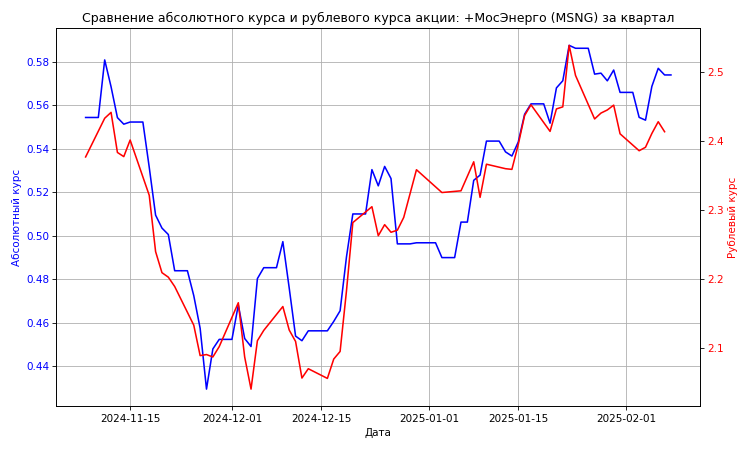 Сравнение абсолютного курса и рублевого курса акции: +МосЭнерго (MSNG) за квартал
Абсолютный курс
0.58
0.56
0.54
0.52
0.50
0.48
0.46
0.44
2.5
2.4
2.3
2.2
2.1
Рублевый курс
2024-11-15 2024-12-01 2024-12-15 2025-01-01 2025-01-15 2025-02-01
Дата